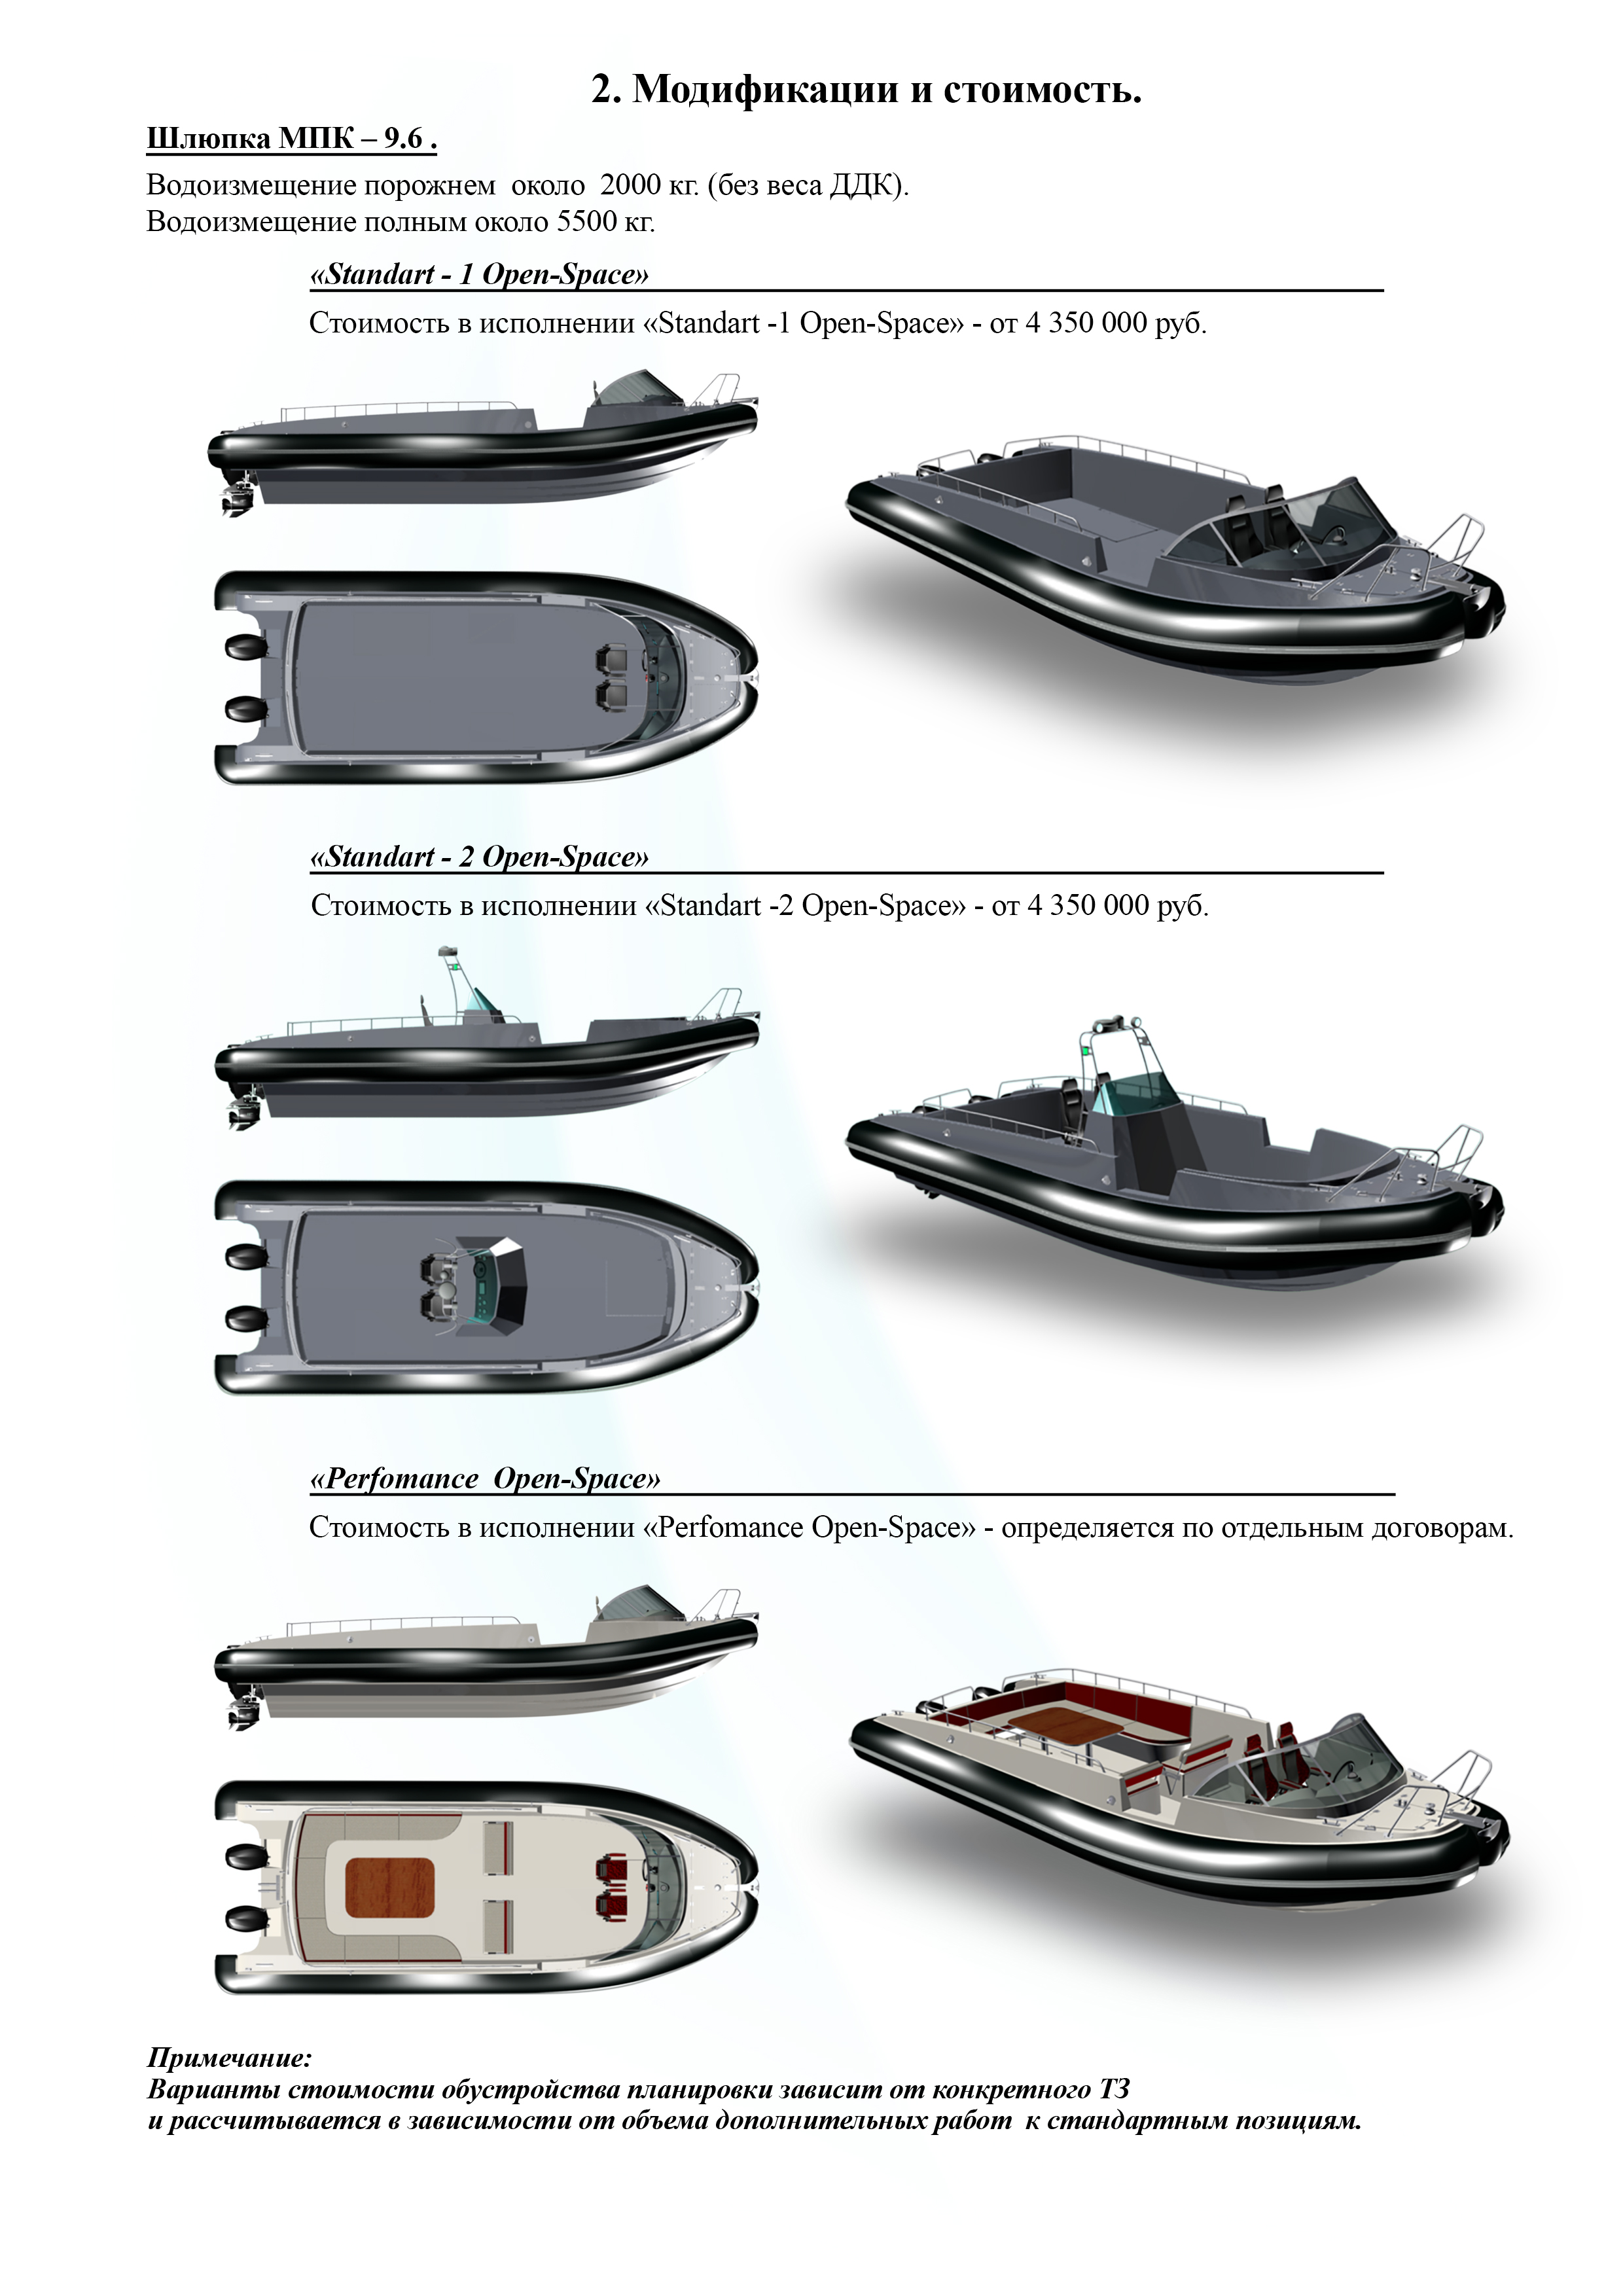 2. Модификации и стоимость.
Шлюпка МПК – 9.6 .
Водоизмещение порожнем около 2000 кг. (без веса ДДК).
Водоизмещение полным около 5500 кг.
«Standart - 1 Open-Space»
Стоимость в исполнении «Standart -1 Open-Space» - от 4 350 000 руб.
«Standart - 2 Open-Space»
Стоимость в исполнении «Standart -2 Open-Space» - от 4 350 000 руб.
«Perfomance Open-Space»
Стоимость в исполнении «Perfomance Open-Space» - определяется по отдельным договорам.
Примечание:
Варианты стоимости обустройства планировки зависит от конкретного ТЗ
и рассчитывается в зависимости от объема дополнительных работ к стандартным позициям.